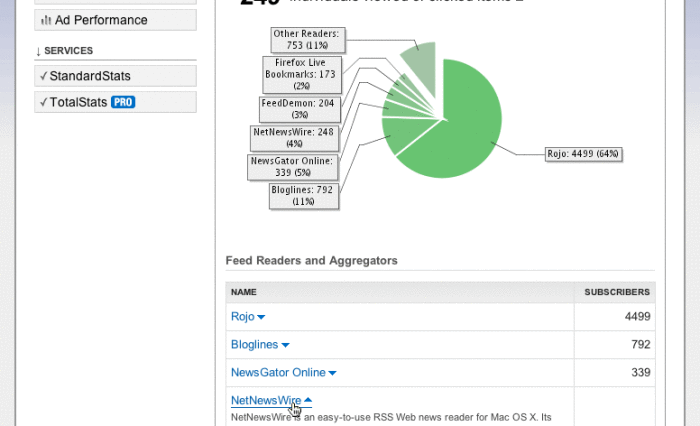 249 individuals viewed or clicked items
Ad Performance
↓ SERVICES
✓StandardStats
✓TotalStats PRO
Other Readers:
753 (11%)
Firefox Live
Bookmarks: 173
(2%)
FeedDemon: 204
(3%)
NetNewsWire: 248
(4%)
NewsGator Online:
339 (5%)
Bloglines: 792
(11%)
Rojo: 4499 (64%)
Feed Readers and Aggregators
NAME SUBSCRIBERS
Rojo 4499
Bloglines 792
NewsGator Online 339
NetNewsWire
NetNewsWire is an easy-to-use RSS Web news reader for Mac OS X. Its